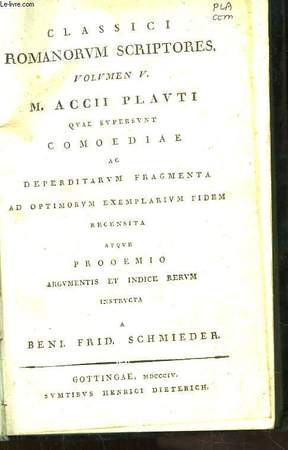 PLA
com
CLASSICI
ROMANORVM SCRIPTORES.
VOLVMEN V.
M. ACCII PLAVTI
QVAE SVPERSVNT
COMOEDIAE
AC
DEPERDITARVM FRAGMENTA
AD OPTIMORVM EXEMPLARIVM FIDEM
RECENSITA
ATQVE
PROOEMIO
ARGVMENTIS ET INDICE RERVM
INSTRVCTA
A
BENI. FRID. SCHMIEDER.
GOTTINGAE, MDCCCIV.
SVMTIBVS HENRICI DIETERICH.